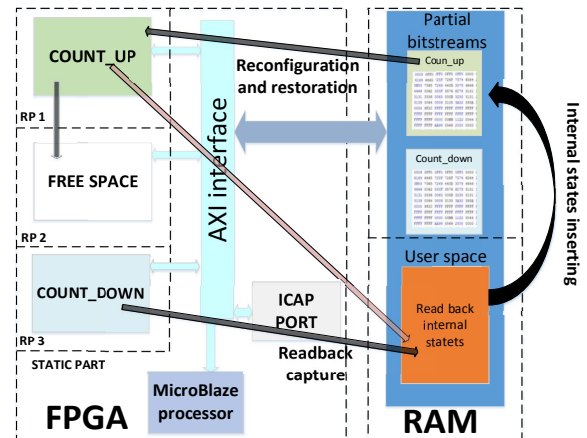 COUNT_UP
RP 1
FREE SPACE
RP 2
COUNT_DOWN
RP 3
STATIC PART
FPGA
AXI interface
Reconfiguration
and restoration
ICAP
PORT
Readback
capture
MicroBlaze
processor
Partial
bitstreams
Coun_up
Count_down
User space
Read back
internal
statets
RAM
Internal states inserting